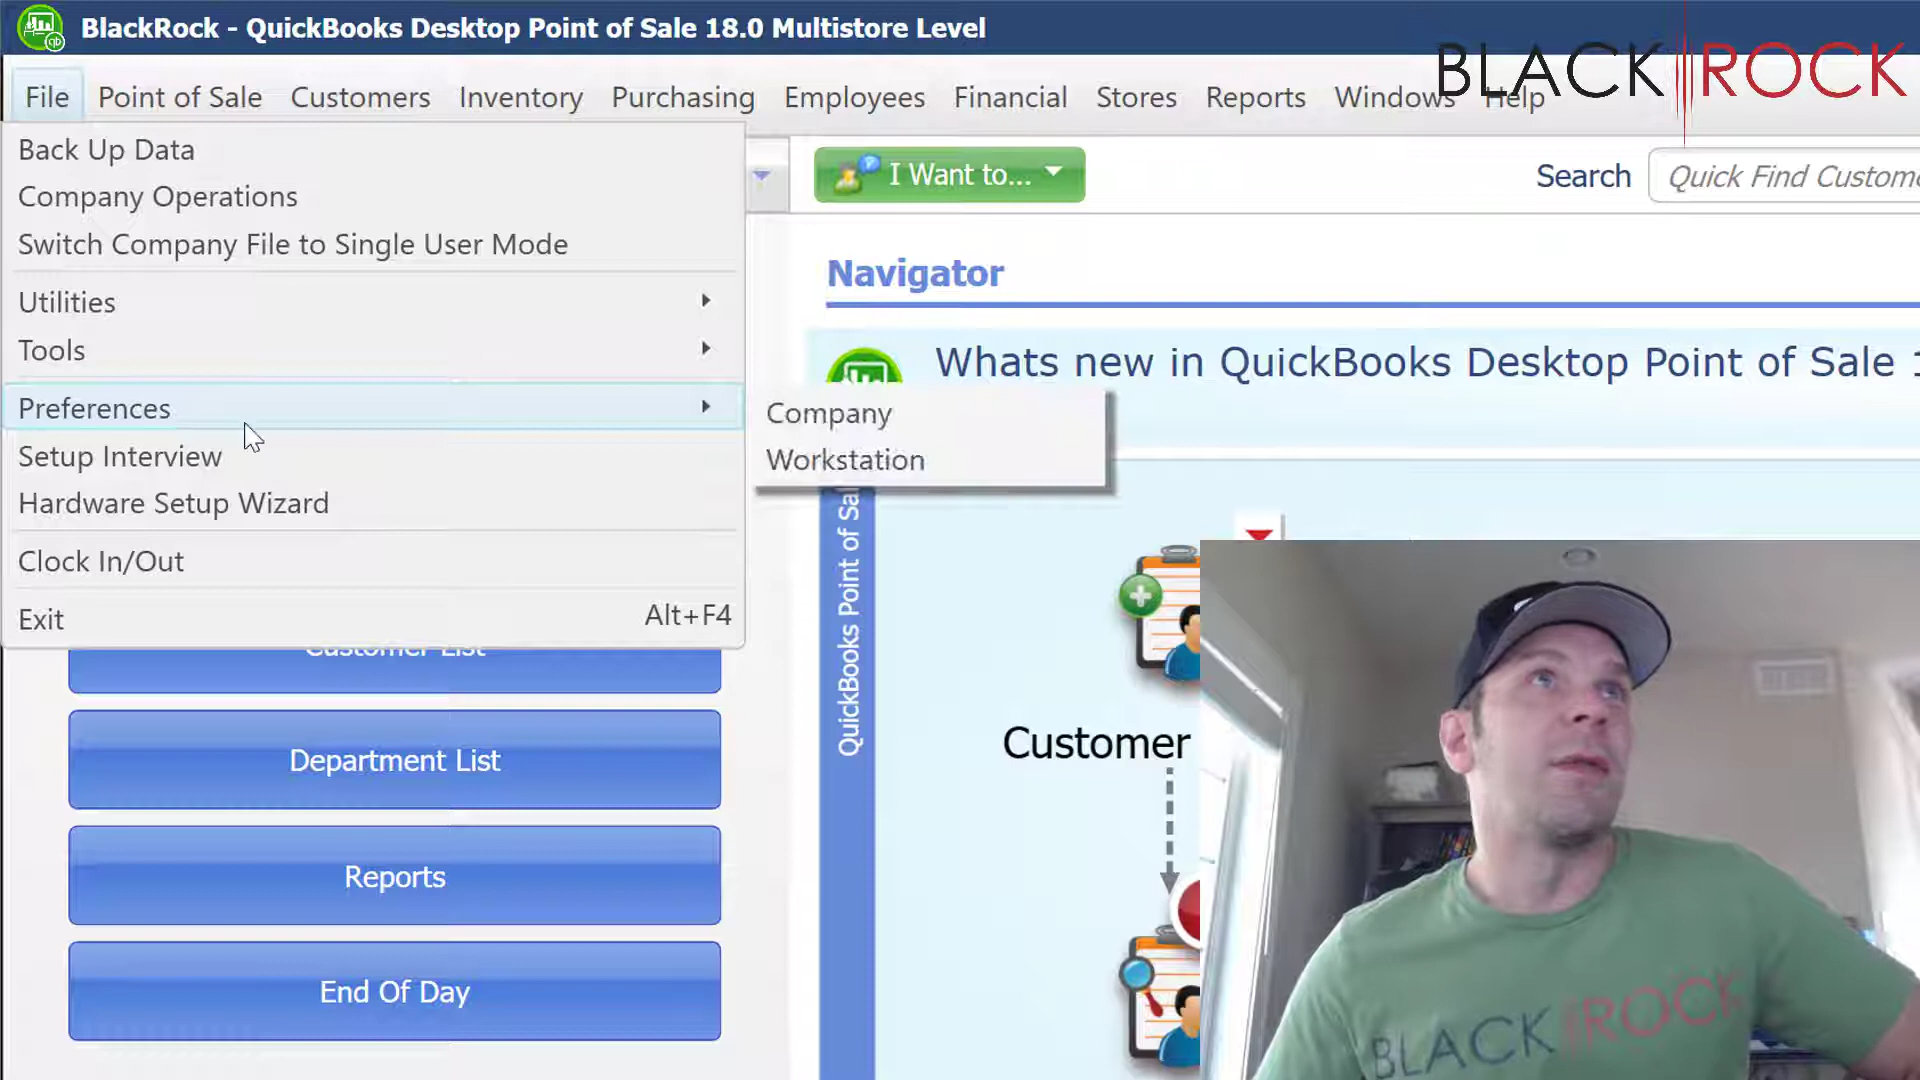 BlackRock - QuickBooks Desktop Point of Sale 18.0 Multistore Level
BLACK ROCK
File Point of Sale Customers Inventory Purchasing Employees Financial Stores Reports Windows Help
Back Up Data
Company Operations
Switch Company File to Single User Mode
Utilities
Tools
Preferences
Setup Interview
Hardware Setup Wizard
Clock In/Out
Exit Alt+F4
Company
Workstation
I Want to...
Search Quick Find Custome
Navigator
Whats new in QuickBooks Desktop Point of Sale 1
Customer List
Department List
Reports
End Of Day
QuickBooks Point of Sal
Customer
BLACK ROCK